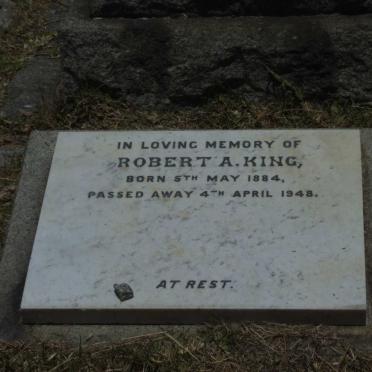 IN LOVING MEMORY OF
ROBERT A. KING,
BORN 5TH MAY 1884,
PASSED AWAY 4TH APRIL 1948.
AT REST.